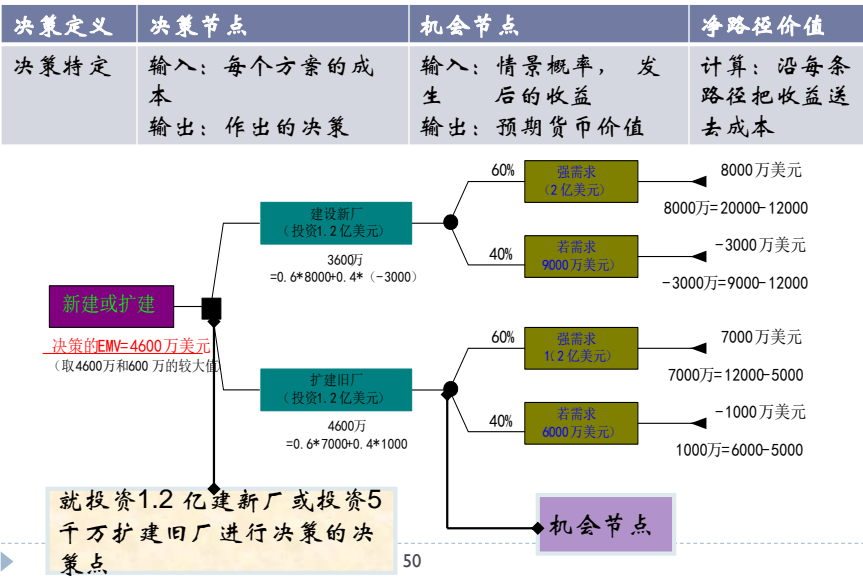 决策定义 决策节点 机会节点 净路径价值
决策特定 输入：每个方案的成 输入：情景概率， 发 计算：沿每条
本 生 后的收益 路径把收益送
输出：作出的决策 输出：预期货币价值 去成本
60% 强需求 8000万美元
（2亿美元）
8000万=20000-12000
建设新厂
（投资1.2亿美元）
3600万
=0.6*8000+0.4*（-3000）
40% 若需求 -3000万美元
9000万美元）
-3000万=9000-12000
新建或扩建
决策的EMV=4600万美元
（取4600万和600 万的较大值
60% 强需求 7000万美元
1(2亿美元）
7000万=12000-5000
扩建旧厂
（投资1.2亿美元）
4600万
=0.6*7000+0.4*1000
40% 若需求 -1000万美元
6000万美元）
1000万=6000-5000
就投资1.2 亿建新厂或投资5
千万扩建旧厂进行决策的决
策点
机会节点
50